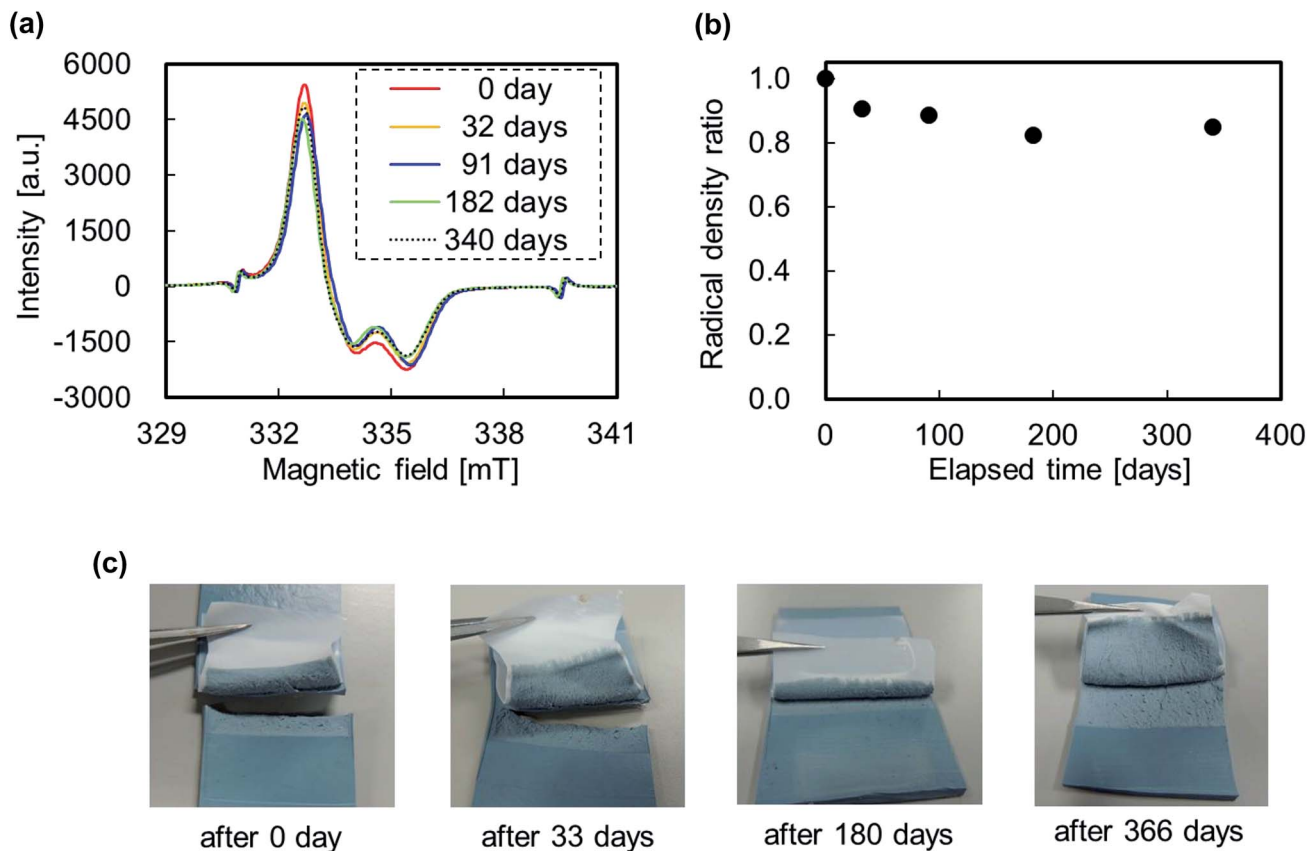 (a)
6000
4500
3000
1500
0
-1500
-3000
Intensity [a.u.]
0 day
32 days
91 days
182 days
340 days
329 332 335 338 341
Magnetic field [mT]
(b)
1.0
0.8
0.6
0.4
0.2
0.0
Radical density ratio
0 100 200 300 400
Elapsed time [days]
(c)
after 0 day
after 33 days
after 180 days
after 366 days